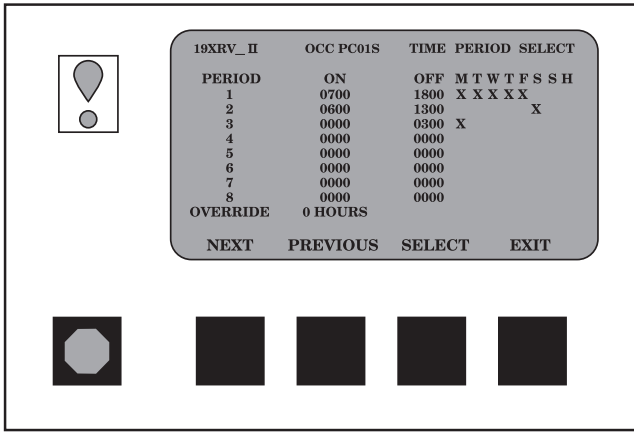 19XRV_ II OCC PC01S TIME PERIOD SELECT
PERIOD ON OFF M T W T F S S H
1 0700 1800 X X X X X
2 0600 1300 X
3 0000 0300 X
4 0000 0000
5 0000 0000
6 0000 0000
7 0000 0000
8 0000 0000
OVERRIDE 0 HOURS
NEXT PREVIOUS SELECT EXIT